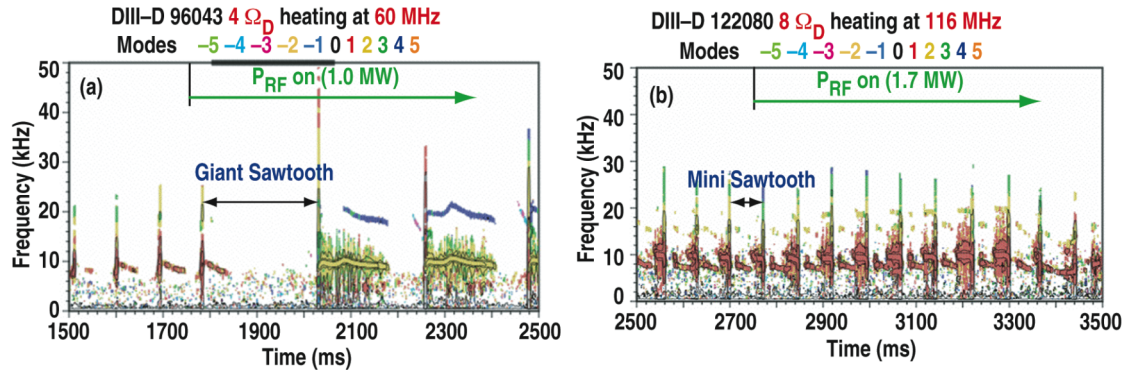 DIII–D 96043 4 Ω_D heating at 60 MHz
Modes –5 –4 –3 –2 –1 0 1 2 3 4 5
(a)
P_RF on (1.0 MW)
Giant Sawtooth
Frequency (kHz)
50
40
30
20
10
0
1500 1700 1900 2100 2300 2500
Time (ms)
DIII–D 122080 8 Ω_D heating at 116 MHz
Modes –5 –4 –3 –2 –1 0 1 2 3 4 5
(b)
P_RF on (1.7 MW)
Mini Sawtooth
Frequency (kHz)
50
40
30
20
10
0
2500 2700 2900 3100 3300 3500
Time (ms)